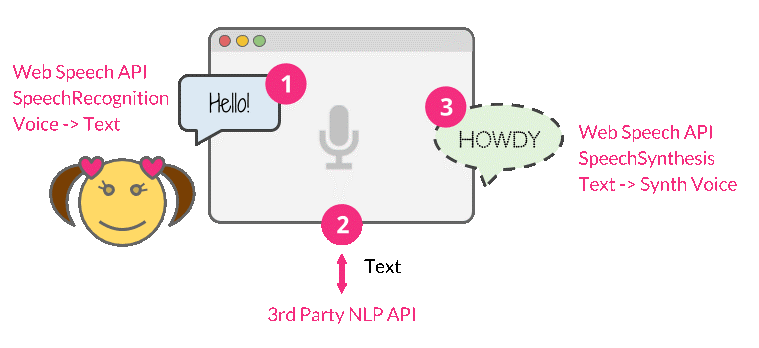 Web Speech API
SpeechRecognition
Voice -> Text
1
Hello!
3
HOWDY
Web Speech API
SpeechSynthesis
Text -> Synth Voice
2
Text
3rd Party NLP API